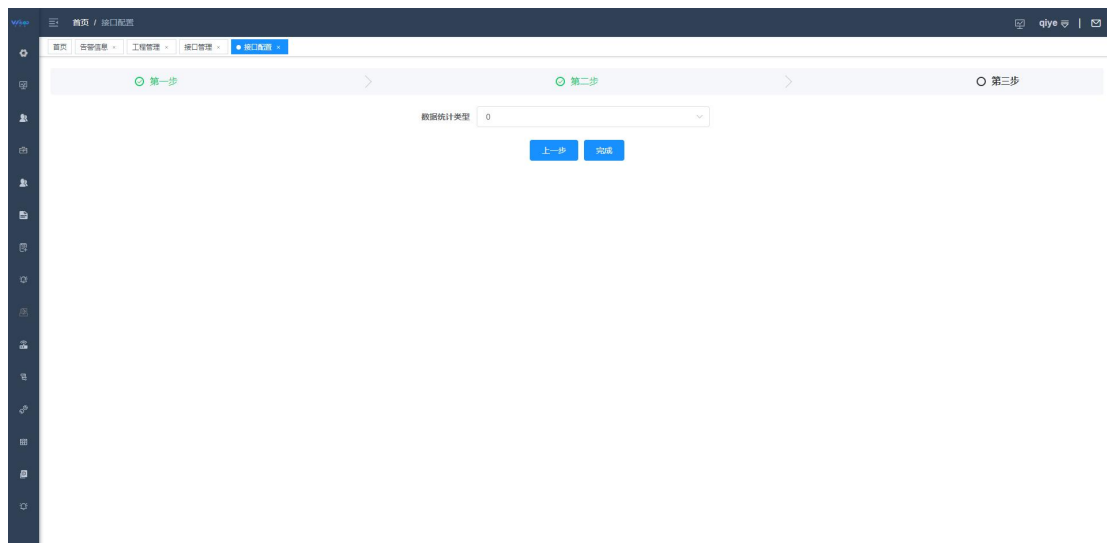 首页 / 接口配置
qiye
首页 告警信息 × 工程管理 × 接口管理 × 接口配置 ×
第一步 第二步 第三步
数据统计类型 0
上一步 完成